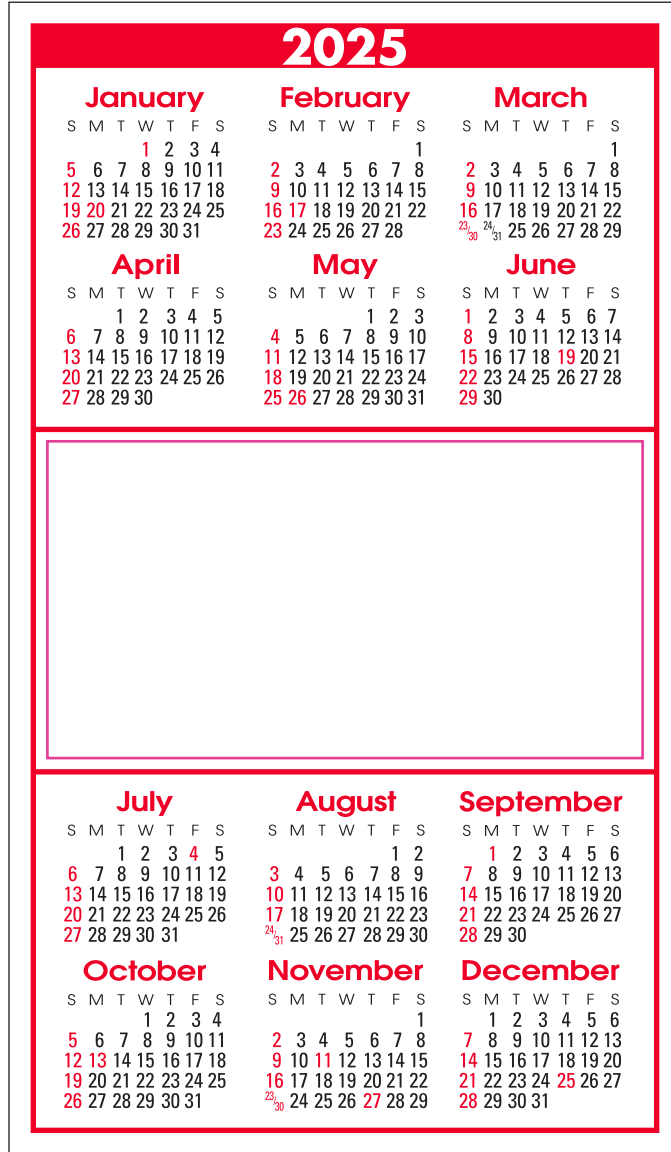 2025
January February March
S M T W T F S S M T W T F S S M T W T F S
1 2 3 4 1 1
5 6 7 8 9 10 11 2 3 4 5 6 7 8 2 3 4 5 6 7 8
12 13 14 15 16 17 18 9 10 11 12 13 14 15 9 10 11 12 13 14 15
19 20 21 22 23 24 25 16 17 18 19 20 21 22 16 17 18 19 20 21 22
26 27 28 29 30 31 23 24 25 26 27 28 23/30 24/31 25 26 27 28 29
April May June
S M T W T F S S M T W T F S S M T W T F S
1 2 3 4 5 1 2 3 1 2 3 4 5 6 7
6 7 8 9 10 11 12 4 5 6 7 8 9 10 8 9 10 11 12 13 14
13 14 15 16 17 18 19 11 12 13 14 15 16 17 15 16 17 18 19 20 21
20 21 22 23 24 25 26 18 19 20 21 22 23 24 22 23 24 25 26 27 28
27 28 29 30 25 26 27 28 29 30 31 29 30
July August September
S M T W T F S S M T W T F S S M T W T F S
1 2 3 4 5 1 2 1 2 3 4 5 6
6 7 8 9 10 11 12 3 4 5 6 7 8 9 7 8 9 10 11 12 13
13 14 15 16 17 18 19 10 11 12 13 14 15 16 14 15 16 17 18 19 20
20 21 22 23 24 25 26 17 18 19 20 21 22 23 21 22 23 24 25 26 27
27 28 29 30 31 24/31 25 26 27 28 29 30 28 29 30
October November December
S M T W T F S S M T W T F S S M T W T F S
1 2 3 4 1 1 2 3 4 5 6
5 6 7 8 9 10 11 2 3 4 5 6 7 8 7 8 9 10 11 12 13
12 13 14 15 16 17 18 9 10 11 12 13 14 15 14 15 16 17 18 19 20
19 20 21 22 23 24 25 16 17 18 19 20 21 22 21 22 23 24 25 26 27
26 27 28 29 30 31 23/30 24 25 26 27 28 29 28 29 30 31